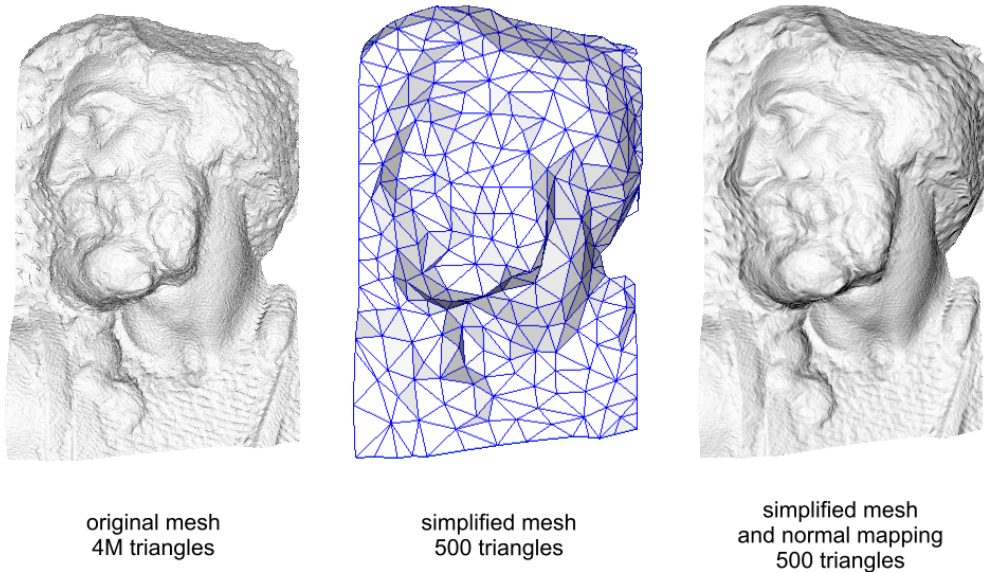 original mesh
4M triangles
simplified mesh
500 triangles
simplified mesh
and normal mapping
500 triangles